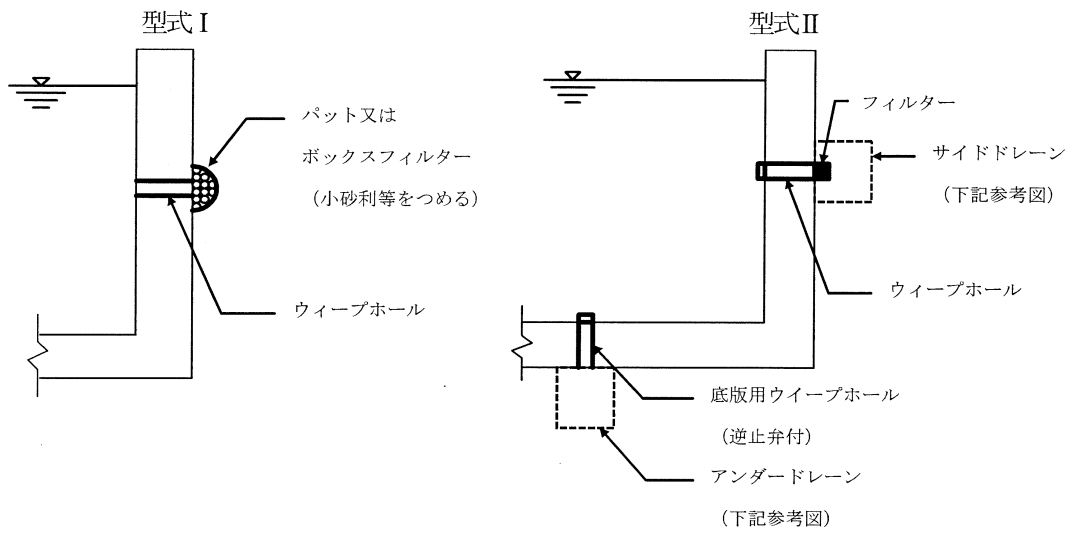 型式Ⅰ
パット又は
ボックスフィルター
(小砂利等をつめる)
ウィープホール
型式Ⅱ
フィルター
サイドドレーン
(下記参考図)
ウィープホール
底版用ウイープホール
(逆止弁付)
アンダードレーン
(下記参考図)